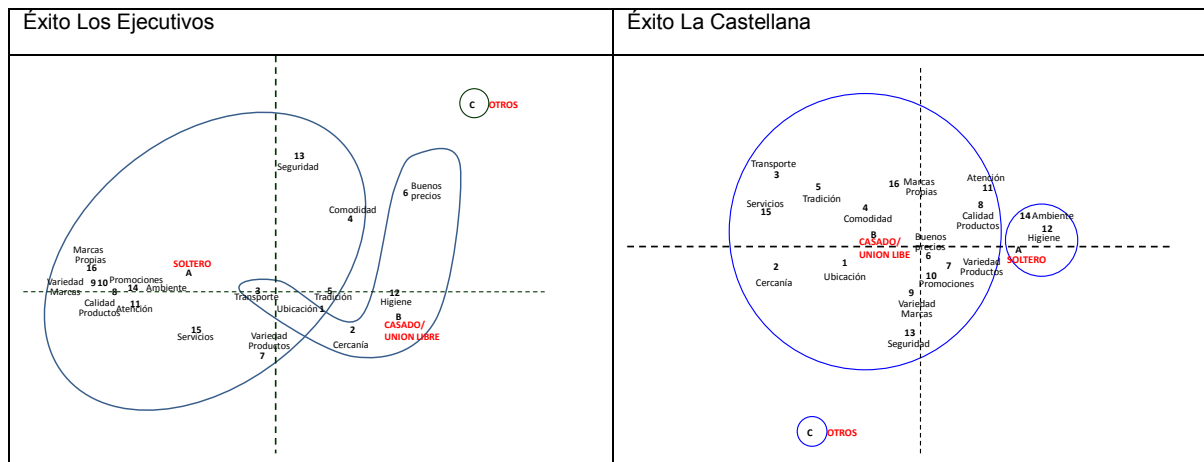 Éxito Los Ejecutivos
C OTROS
13
Seguridad
6 Buenos
precios
Comodidad
4
Marcas
Propias
16
SOLTERO
A
Variedad
Marcas
9 10 Promociones
8
14 Ambiente
Calidad
Productos
11
Atención
3
Transporte
5
Tradición
Ubicación 1
12
Higiene
B
CASADO/
UNION LIBRE
15
Servicios
2
Cercanía
Variedad
Productos
7
Éxito La Castellana
Transporte
3
5
Tradición
16 Marcas
Propias
Atención
11
Servicios
15
4
Comodidad
8
Calidad
Productos
14 Ambiente
12
Higiene
B
CASADO/
UNION LIBE
Buenos
precios
6
A
SOLTERO
2
Cercanía
1
Ubicación
7 Variedad
Productos
10
Promociones
9
Variedad
Marcas
13
Seguridad
C OTROS